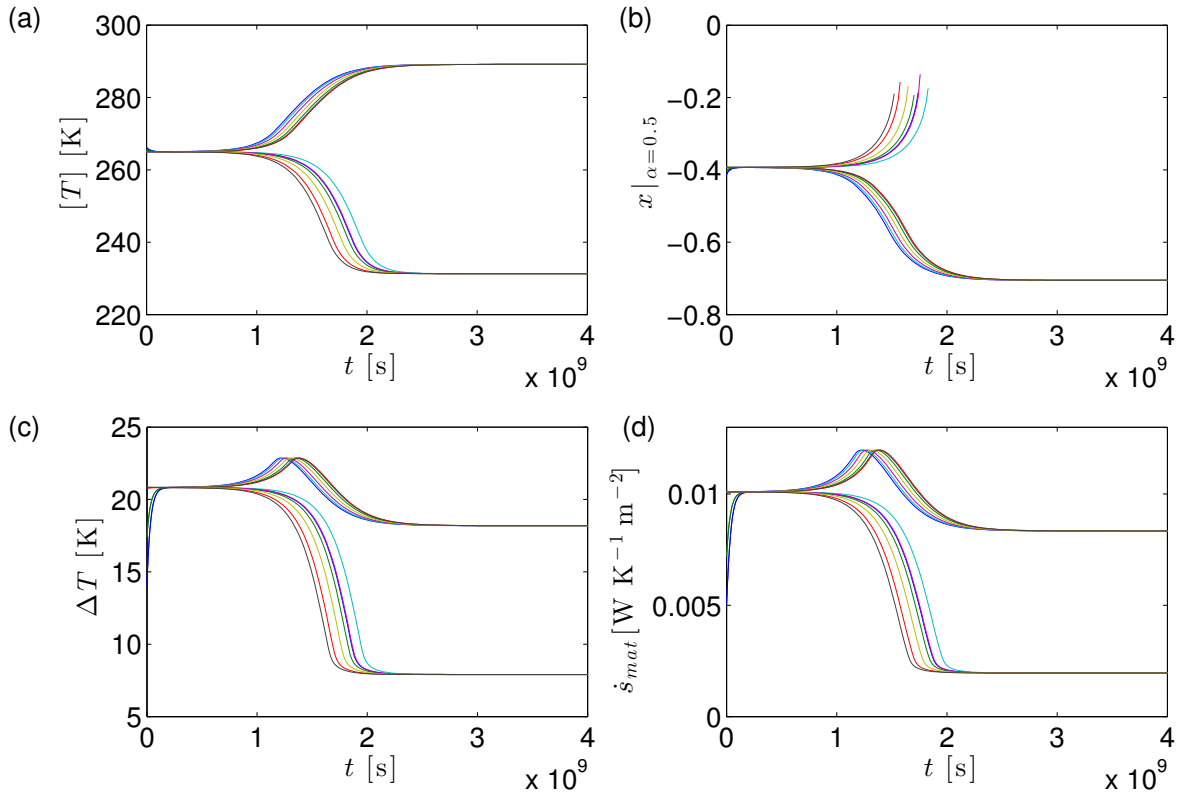 (a)
300
280
260
240
220
[T] [K]
0 1 2 3 4
t [s]
x 10^9
(b)
0
−0.2
−0.4
−0.6
−0.8
x|_{α=0.5}
0 1 2 3 4
t [s]
x 10^9
(c)
25
20
15
10
5
ΔT [K]
0 1 2 3 4
t [s]
x 10^9
(d)
0.01
0.005
0
ṡ_{mat} [W K^{−1} m^{−2}]
0 1 2 3 4
t [s]
x 10^9